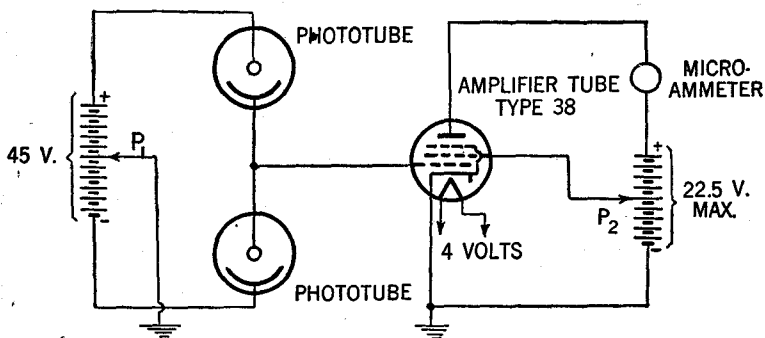 PHOTOTUBE
MICRO-
AMMETER
AMPLIFIER TUBE
TYPE 38
+
P1
45 V.
-
+
22.5 V.
MAX.
P2
-
4 VOLTS
PHOTOTUBE